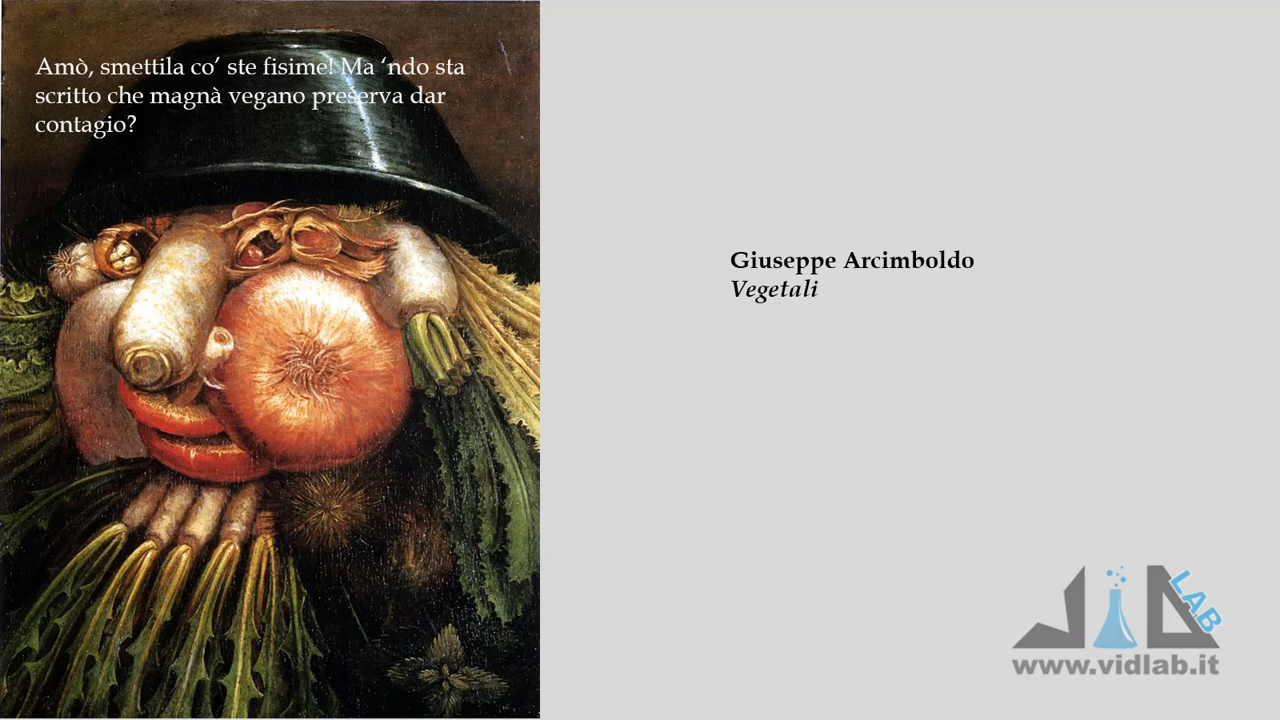 Amò, smettila co’ ste fisime! Ma ‘ndo sta
scritto che magnà vegano preserva dar
contagio?
Giuseppe Arcimboldo
Vegetali
LAB
www.vidlab.it